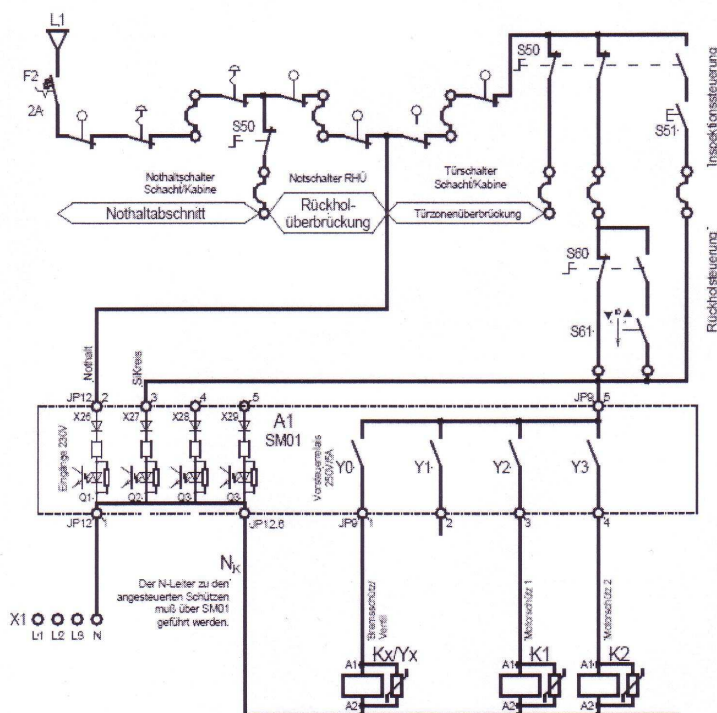 L1
F2
2A
S50
S50
E
S51
Inspektionssteuerung
Nothaltschalter
Schacht/Kabine
Notschalter RHÜ
Türschalter
Schacht/Kabine
Nothaltabschnitt
Rückhol-
überbrückung
Türzonenüberbrückung
S60
S61
Rückholsteuerung
Nothalt
SiKreis
JP12 2 3 4 5
JP9 5
X26 X27 X28 X29
A1
SM01
Eingänge 230V
Vorsteuerrelais
250V/5A
Y0 Y1 Y2 Y3
Q1 Q2 Q3 Q3
JP12 1
JP12.6
JP9 1 2 3 4
NK
Der N-Leiter zu den
angesteuerten Schützen
muß über SM01
geführt werden.
X1
L1 L2 L3 N
Bremsschütz/
Ventil
Motorschütz 1
Motorschütz 2
A1 Kx/Yx
A1 K1
A1 K2
A2 A2 A2